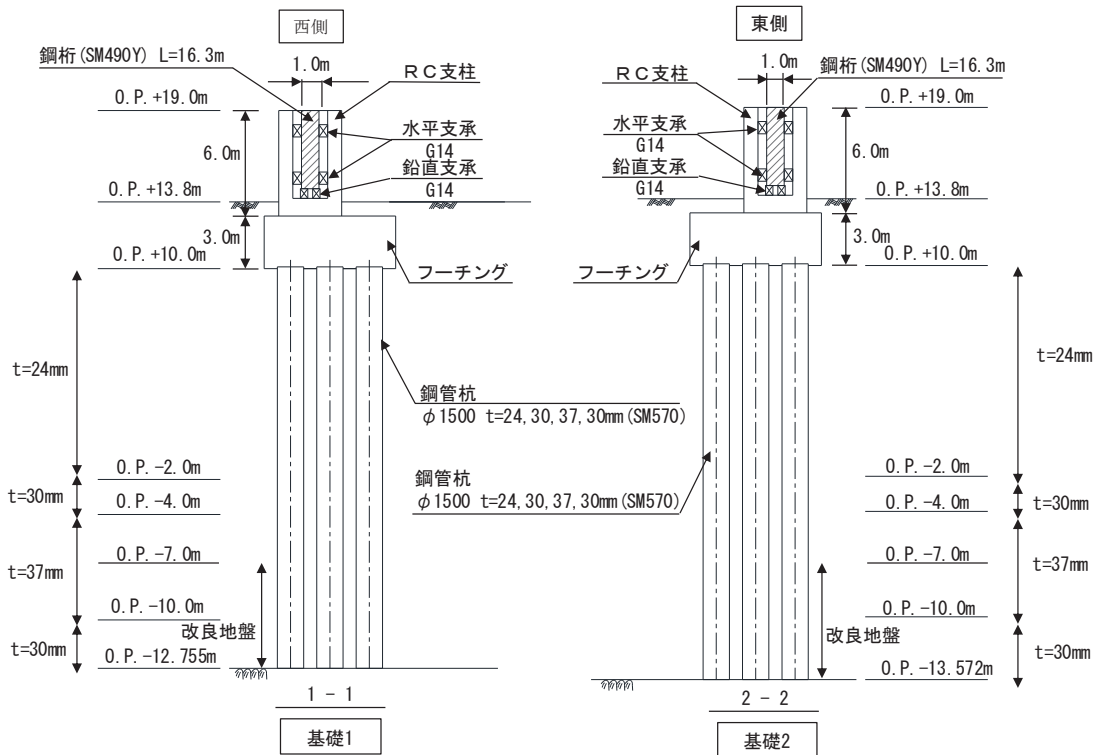 西側
鋼桁(SM490Y) L=16.3m
1.0m
RC支柱
O.P.+19.0m
水平支承
G14
6.0m
鉛直支承
G14
O.P.+13.8m
3.0m
O.P.+10.0m
フーチング
t=24mm
鋼管杭
φ1500 t=24,30,37,30mm(SM570)
O.P.-2.0m
t=30mm
O.P.-4.0m
O.P.-7.0m
t=37mm
O.P.-10.0m
改良地盤
t=30mm
O.P.-12.755m
1-1
基礎1
東側
1.0m
鋼桁(SM490Y) L=16.3m
RC支柱
O.P.+19.0m
水平支承
G14
6.0m
鉛直支承
G14
O.P.+13.8m
3.0m
O.P.+10.0m
フーチング
t=24mm
鋼管杭
φ1500 t=24,30,37,30mm(SM570)
O.P.-2.0m
t=30mm
O.P.-4.0m
O.P.-7.0m
t=37mm
O.P.-10.0m
改良地盤
t=30mm
O.P.-13.572m
2-2
基礎2